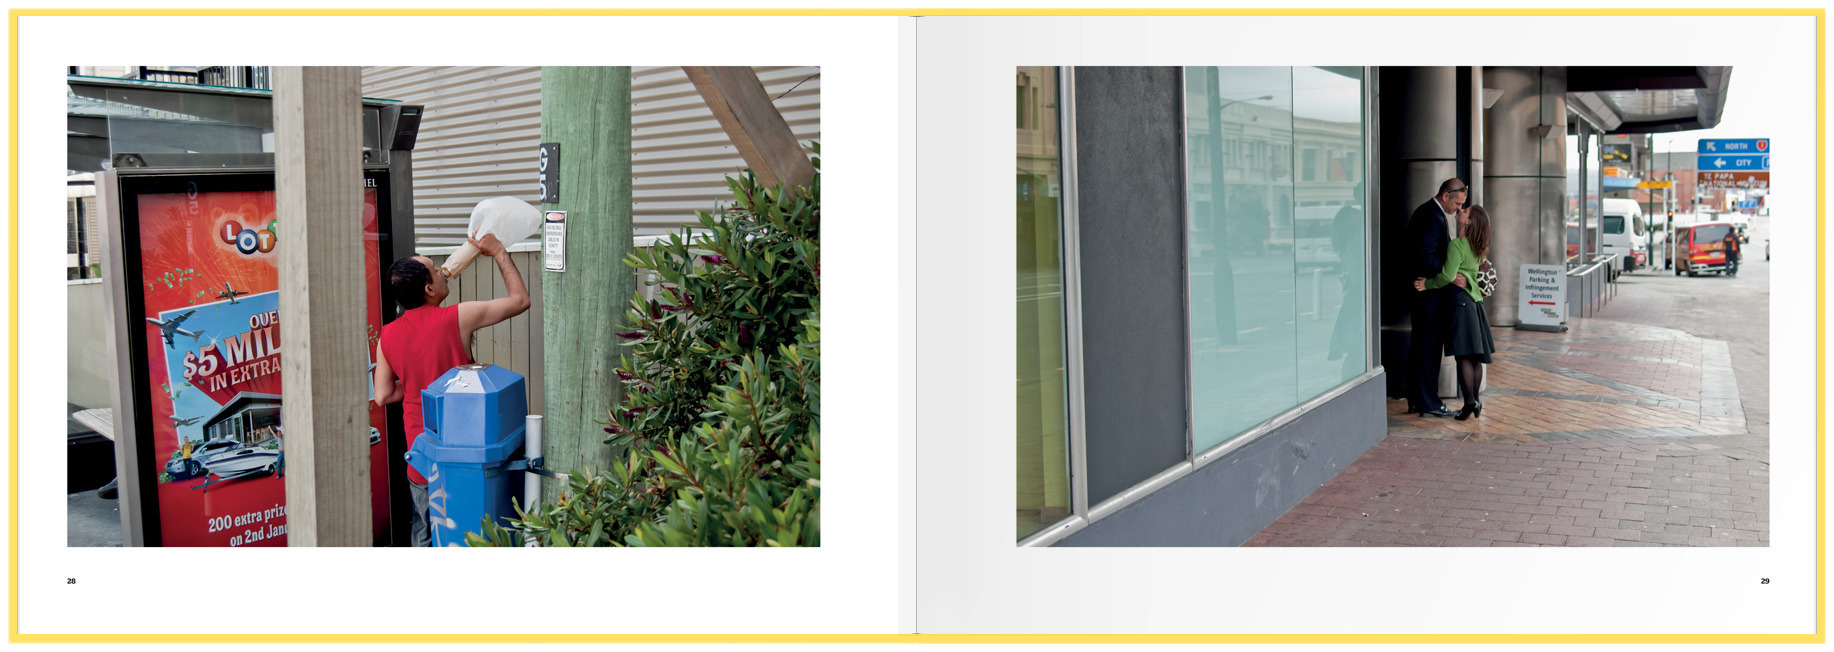 LOT
OVE
$5 MIL
IN EXTRA
200 extra priz
on 2nd Jan
G15
28
NORTH
CITY
TE PAPA
Wellington
Parking &
Infringement
Services
29